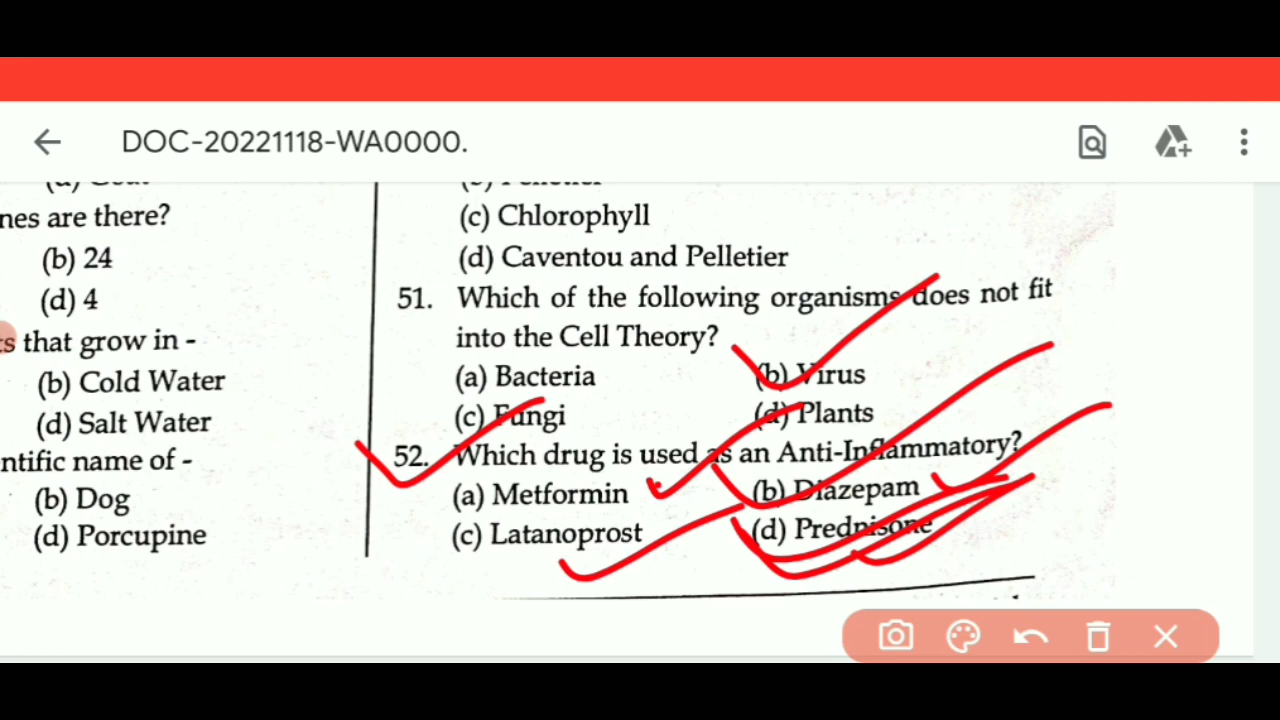 DOC-20221118-WA0000.
nes are there?
(b) 24
(d) 4
s that grow in -
(b) Cold Water
(d) Salt Water
ntific name of -
(b) Dog
(d) Porcupine
(c) Chlorophyll
(d) Caventou and Pelletier
51. Which of the following organisms does not fit
into the Cell Theory?
(a) Bacteria (b) Virus
(c) Fungi (d) Plants
52. Which drug is used as an Anti-Inflammatory?
(a) Metformin (b) Diazepam
(c) Latanoprost (d) Prednisone